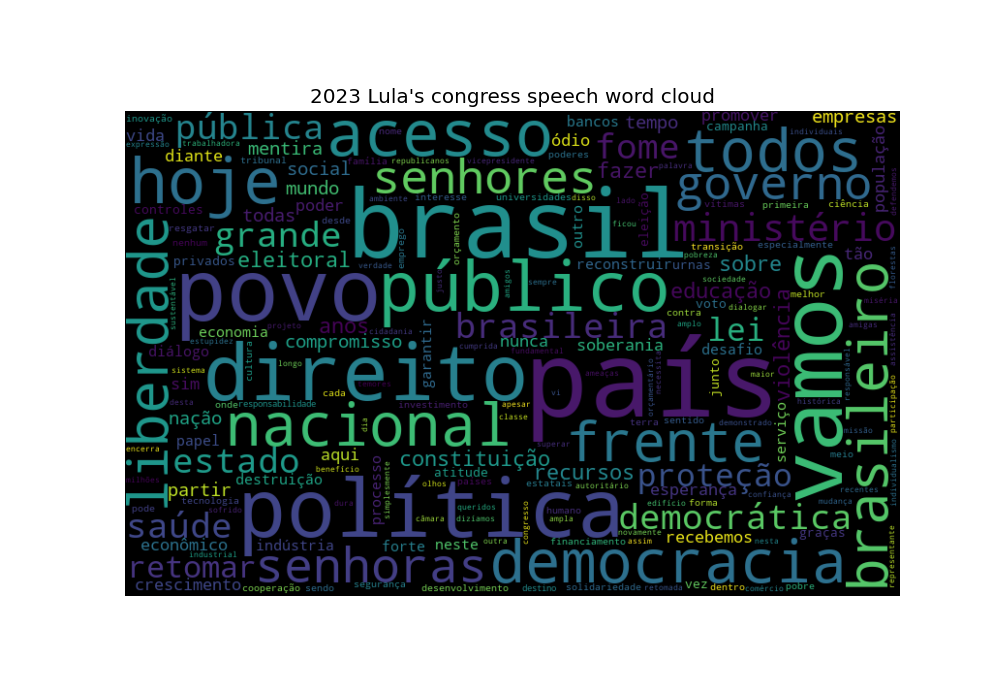 2023 Lula's congress speech word cloud
inovação
pública
acesso
ódio
bancos
tempo
promover
empresas
individuais
campanha
vida
expressão
trabalhadora
mentira
nome
fome
todos
diante
tribunal
família
republicanos
vicepresidente
poderes
fazer
palavra
hoje
social
senhores
governo
população
mundo
ambiente
interesse
universidades
disso
lado
vítimas
primeira
ciência
controles
todas
poder
brasil
outro
eleição
ministério
resgatar
desde
ficou
nenhum
grande
emprego
orçamento
transição
especialmente
privados
eleitoral
verdade
reconstruir
urnas
pobreza
sobre
tão
florestas
liberdade
povo
público
justo
amigos
sempre
sociedade
educação
violência
vamos
brasileiro
miséria
sustentável
melhor
voto
dialogar
contra
amplo
amigas
assistência
projeto
anos
cidadania
brasileira
lei
economia
compromisso
garantir
nunca
soberania
cumprida
fundamental
desafio
histórica
responsável
diálogo
estupidez
cultura
longo
direito
país
ameaças
orçamentário
necessária
junto
maior
sim
sistema
vi
participação
desta
onde
responsabilidade
cada
investimento
apesar
classe
terra
sentido
demonstrado
serviço
missão
nação
papel
nacional
dia
superar
frente
meio
encerra
aqui
constituição
individualismo
estado
benefício
atitude
recursos
proteção
recentes
milhões
destruição
olhos
países
estatais
autoritário
esperança
confiança
mudança
partir
tecnologia
sofrido
processo
simplesmente
edifício
forma
pode
política
dura
queridos
câmara
dizíamos
congresso
humano
ampla
democrática
saúde
novamente
recebemos
graças
representante
econômico
indústria
forte
neste
outra
financiamento
assim
nesta
industrial
retomar
senhoras
democracia
segurança
crescimento
cooperação
sendo
desenvolvimento
destino
solidariedade
retomada
vez
dentro
comércio
pobre